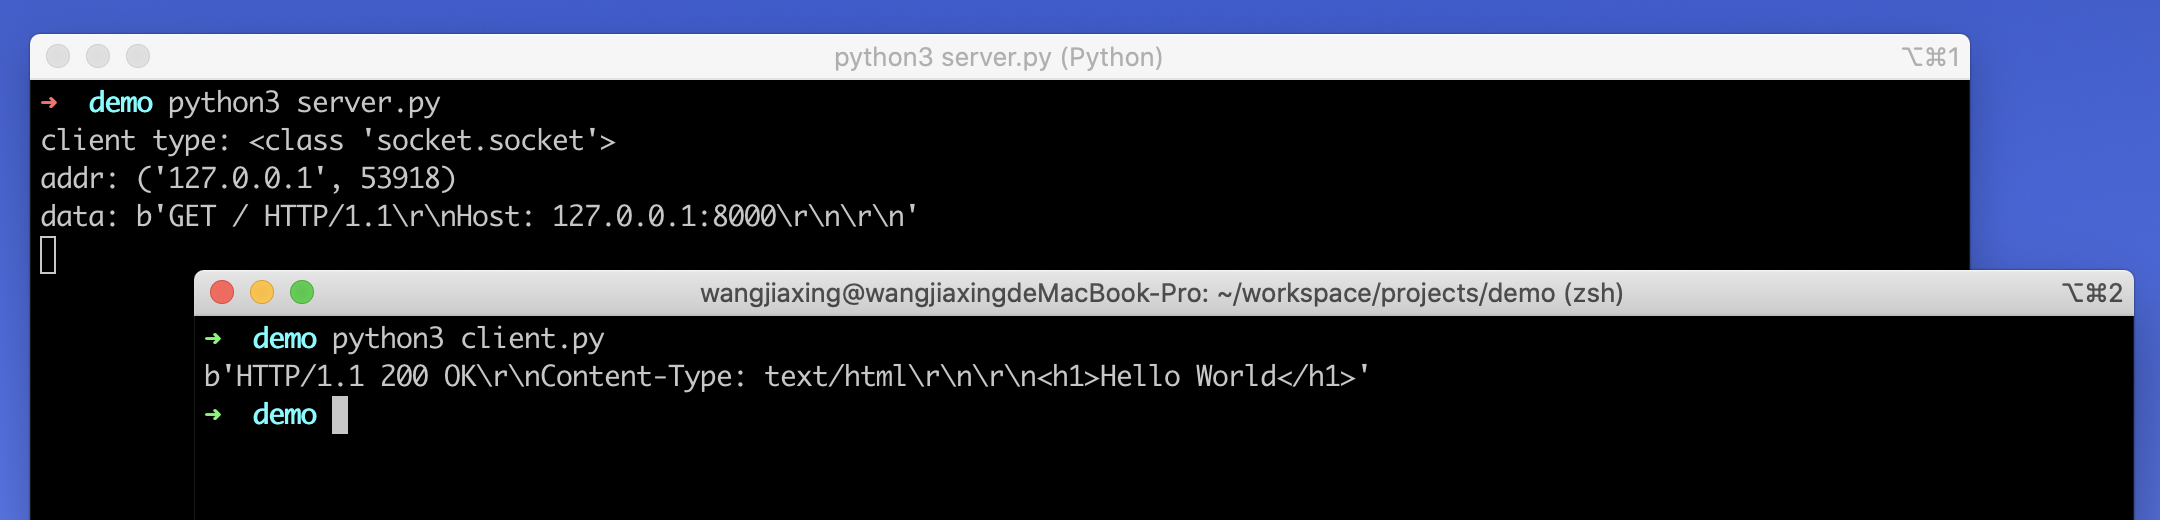 python3 server.py (Python) ⌥⌘1
➜ demo python3 server.py
client type: <class 'socket.socket'>
addr: ('127.0.0.1', 53918)
data: b'GET / HTTP/1.1\r\nHost: 127.0.0.1:8000\r\n\r\n'
wangjiaxing@wangjiaxingdeMacBook-Pro: ~/workspace/projects/demo (zsh) ⌥⌘2
➜ demo python3 client.py
b'HTTP/1.1 200 OK\r\nContent-Type: text/html\r\n\r\n<h1>Hello World</h1>'
➜ demo